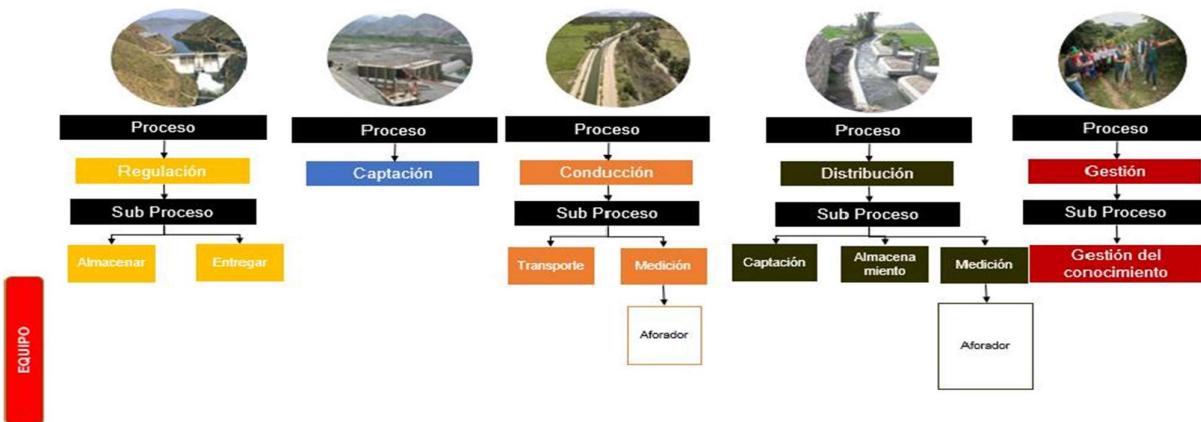 Proceso
Proceso
Proceso
Proceso
Proceso
Regulación
Captación
Conducción
Distribución
Gestión
Sub Proceso
Sub Proceso
Sub Proceso
Sub Proceso
Almacenar
Entregar
Transporte
Medición
Captación
Almacena
miento
Medición
Gestión del
conocimiento
Aforador
Aforador
EQUIPO